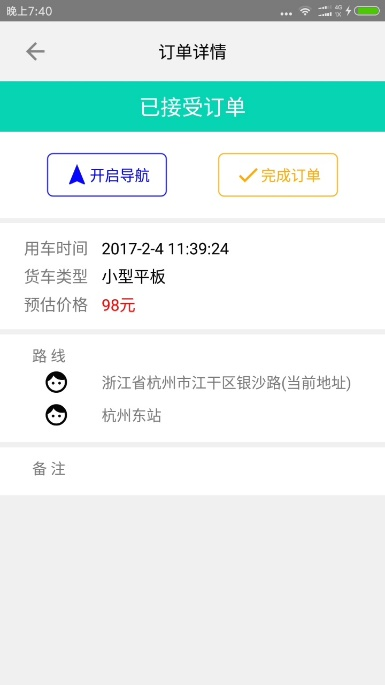 晚上7:40
4G
1X
订单详情
已接受订单
开启导航
完成订单
用车时间 2017-2-4 11:39:24
货车类型 小型平板
预估价格 98元
路 线
浙江省杭州市江干区银沙路(当前地址)
杭州东站
备 注